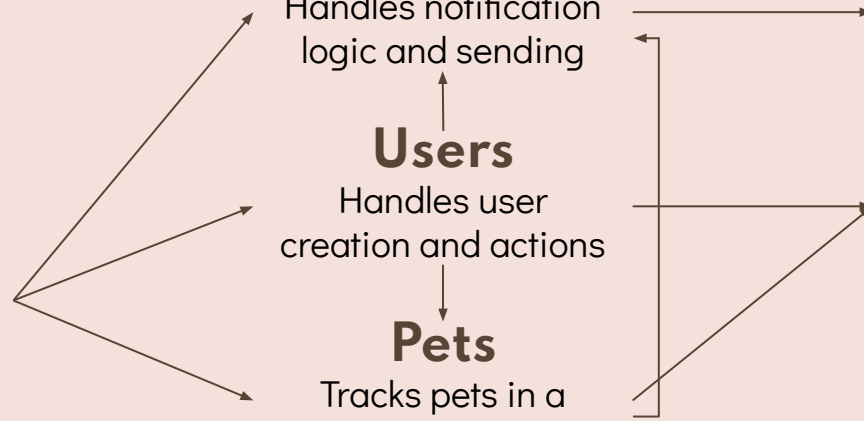 Handles notification
logic and sending
Users
Handles user
creation and actions
Pets
Tracks pets in a